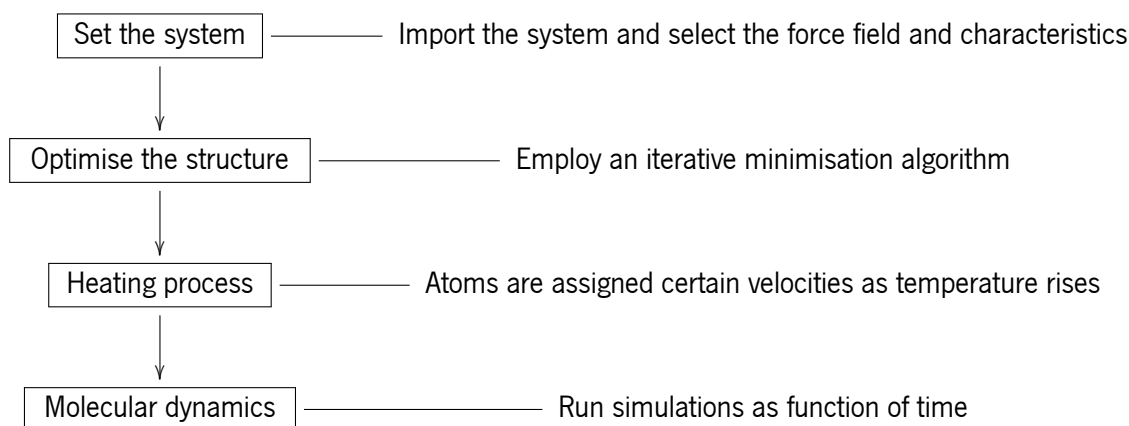 Set the system
Import the system and select the force field and characteristics
Optimise the structure
Employ an iterative minimisation algorithm
Heating process
Atoms are assigned certain velocities as temperature rises
Molecular dynamics
Run simulations as function of time